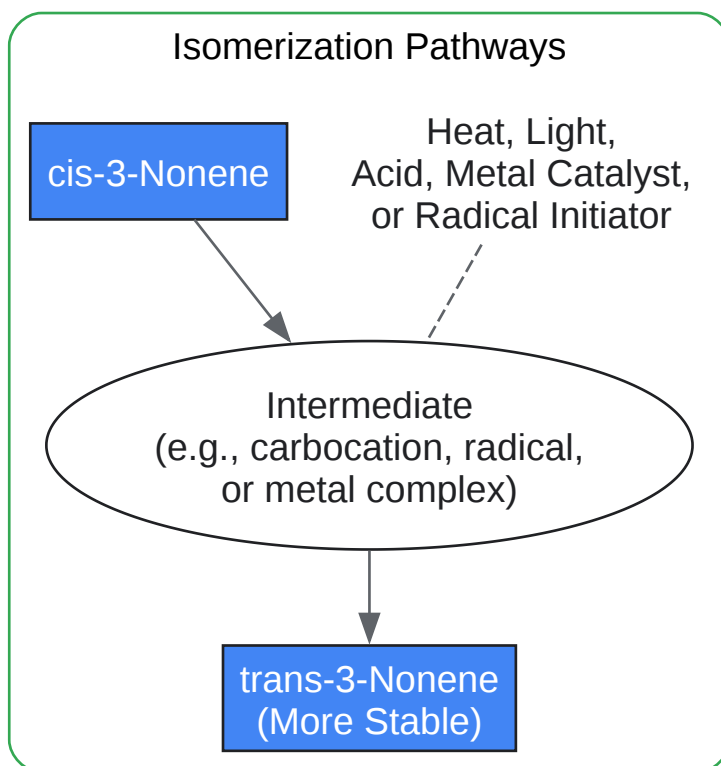 Isomerization Pathways
cis-3-Nonene
Heat, Light,
Acid, Metal Catalyst,
or Radical Initiator
Intermediate
(e.g., carbocation, radical,
or metal complex)
trans-3-Nonene
(More Stable)